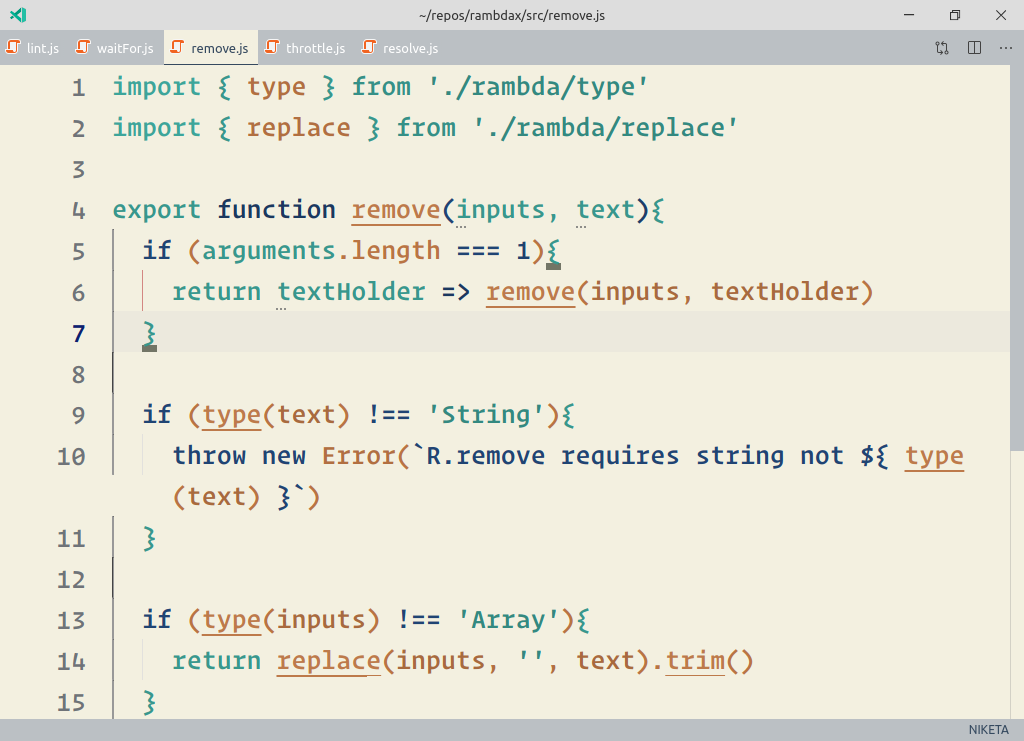 ~/repos/rambdax/src/remove.js
lint.js waitFor.js remove.js throttle.js resolve.js
1 import { type } from './rambda/type'
2 import { replace } from './rambda/replace'
3
4 export function remove(inputs, text){
5 if (arguments.length === 1){
6 return textHolder => remove(inputs, textHolder)
7 }
8
9 if (type(text) !== 'String'){
10 throw new Error(`R.remove requires string not ${ type
(text) }`)
11 }
12
13 if (type(inputs) !== 'Array'){
14 return replace(inputs, '', text).trim()
15 }
NIKETA